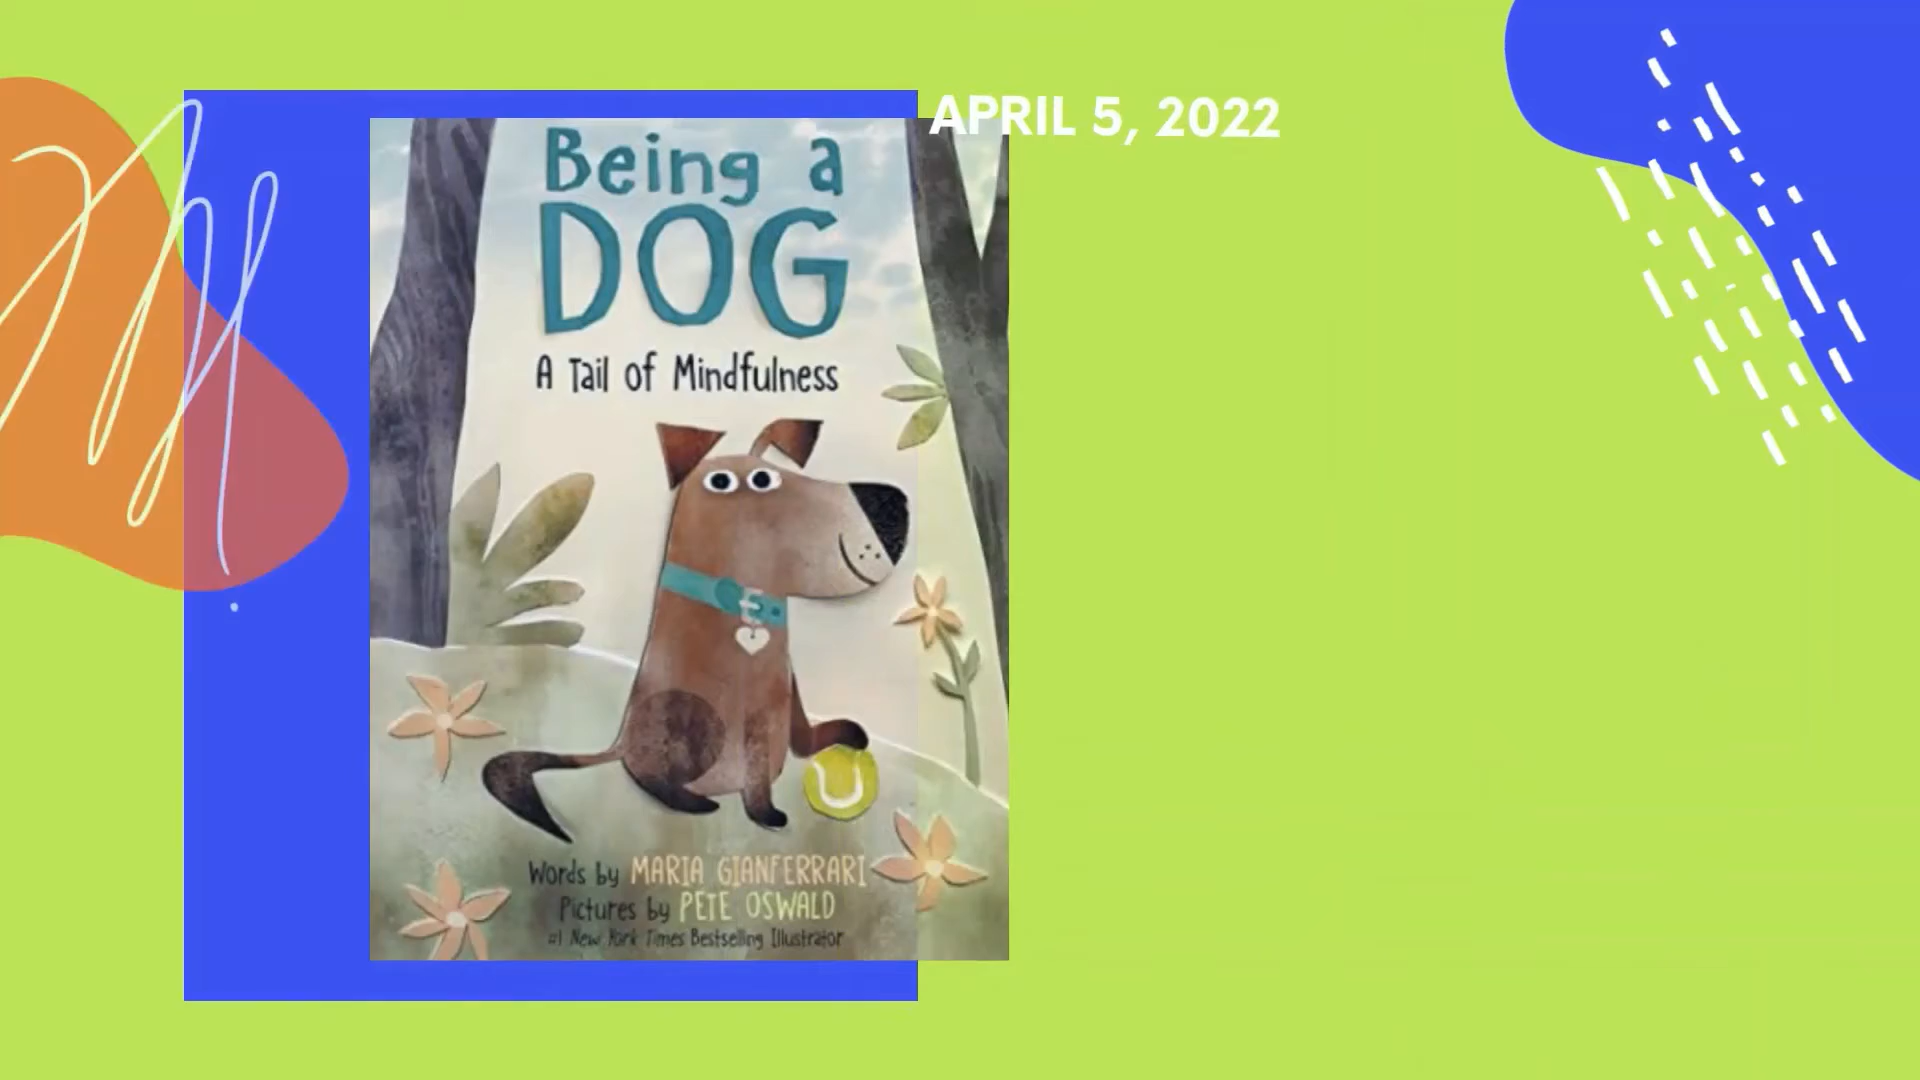 APRIL 5, 2022
Being a
DOG
A Tail of Mindfulness
Words by MARIA GIANFERRARI
Pictures by PETE OSWALD
#1 New York Times Bestselling Illustrator